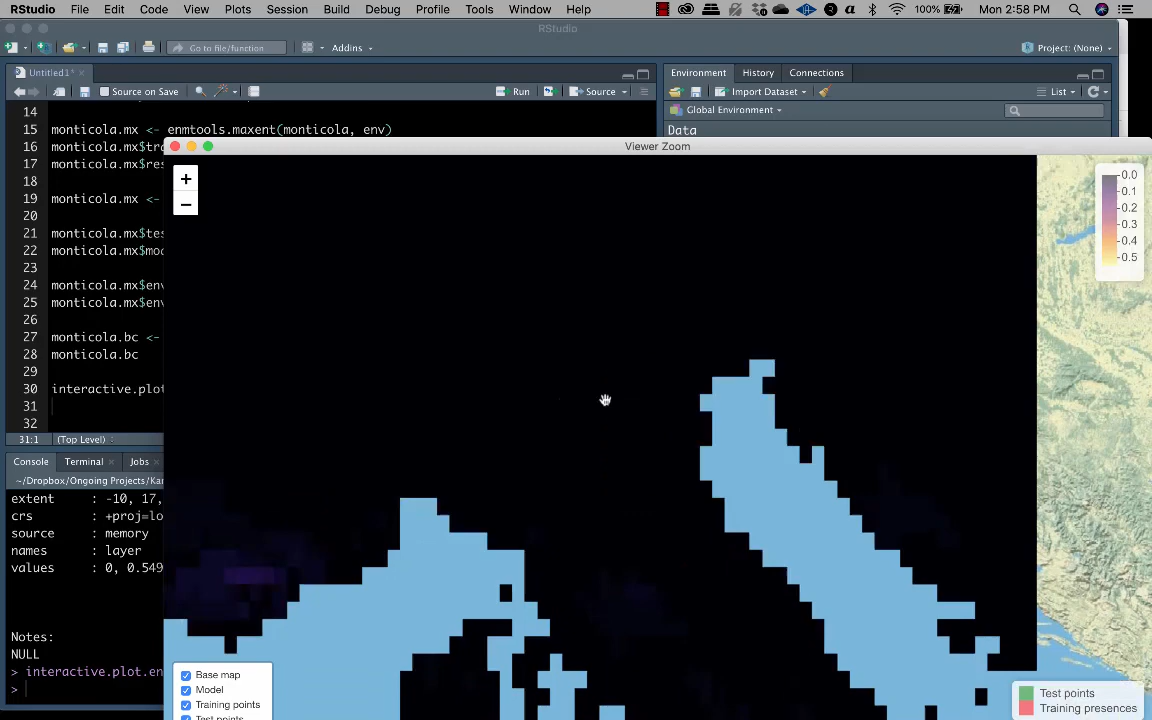 RStudio File Edit Code View Plots Session Build Debug Profile Tools Window Help 100% Mon 2:58 PM
RStudio
Go to file/function Addins Project: (None)
Untitled1* Environment History Connections
Source on Save Run Source Import Dataset List
Global Environment
Data
14
15 monticola.mx <- enmtools.maxent(monticola, env)
16 monticola.mx$tra
17 monticola.mx$res
18
19 monticola.mx <-
20
21 monticola.mx$tes
22 monticola.mx$mod
23
24 monticola.mx$env
25 monticola.mx$env
26
27 monticola.bc <-
28 monticola.bc
29
30 interactive.plot
31
32
31:1 (Top Level)
Console Terminal Jobs
~/Dropbox/Ongoing Projects/Kar
extent : -10, 17,
crs : +proj=lo
source : memory
names : layer
values : 0, 0.549
Notes:
NULL
> interactive.plot.en
>
Viewer Zoom
+
−
0.0
0.1
0.2
0.3
0.4
0.5
Base map
Model
Training points
Test points
Test points
Training presences